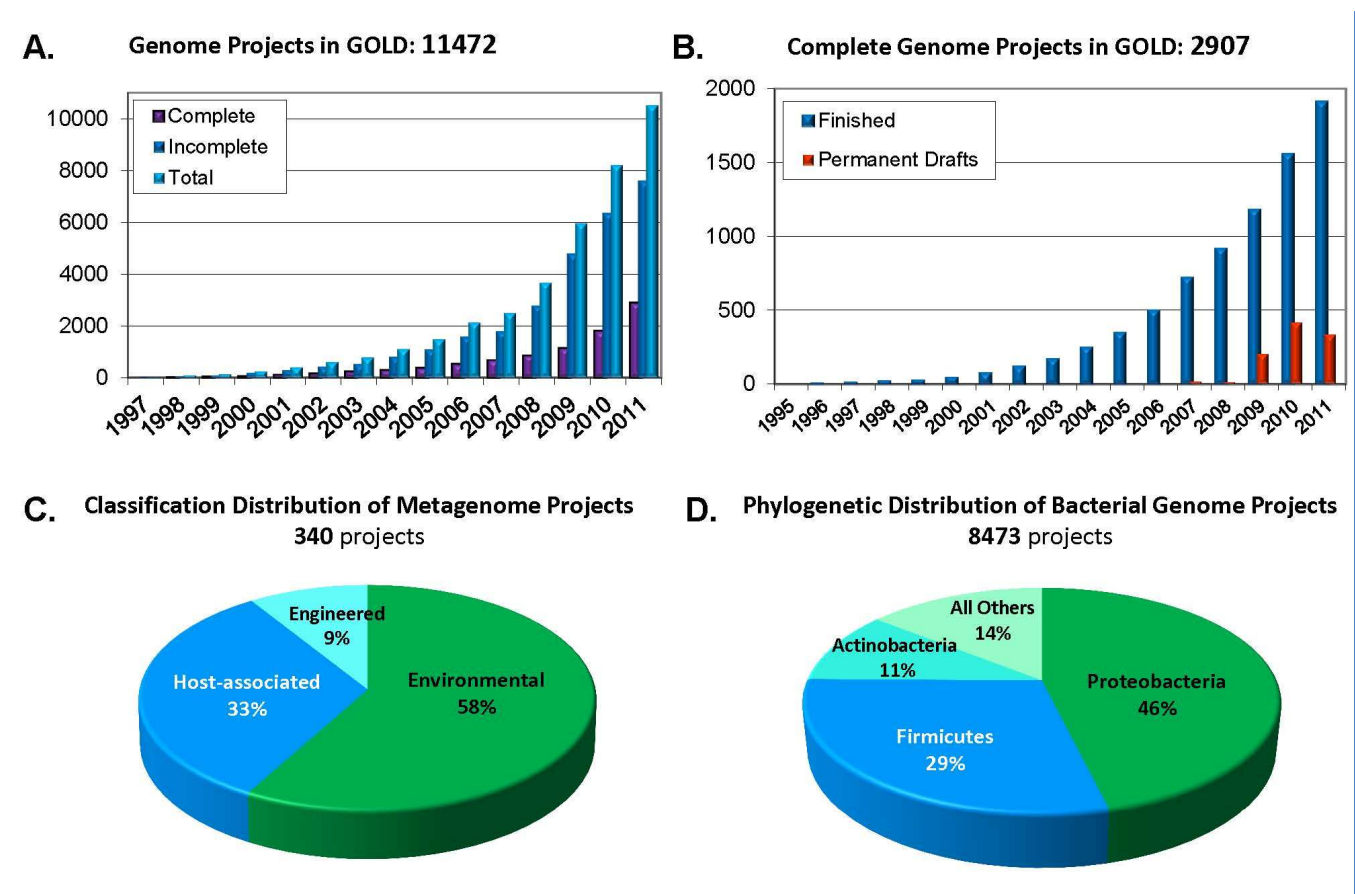 A.
Genome Projects in GOLD: 11472
Complete
Incomplete
Total
10000
8000
6000
4000
2000
0
1997
1998
1999
2000
2001
2002
2003
2004
2005
2006
2007
2008
2009
2010
2011
B.
Complete Genome Projects in GOLD: 2907
Finished
Permanent Drafts
2000
1500
1000
500
0
1995
1996
1997
1998
1999
2000
2001
2002
2003
2004
2005
2006
2007
2008
2009
2010
2011
C.
Classification Distribution of Metagenome Projects
340 projects
Engineered
9%
Host-associated
33%
Environmental
58%
D.
Phylogenetic Distribution of Bacterial Genome Projects
8473 projects
All Others
14%
Actinobacteria
11%
Proteobacteria
46%
Firmicutes
29%